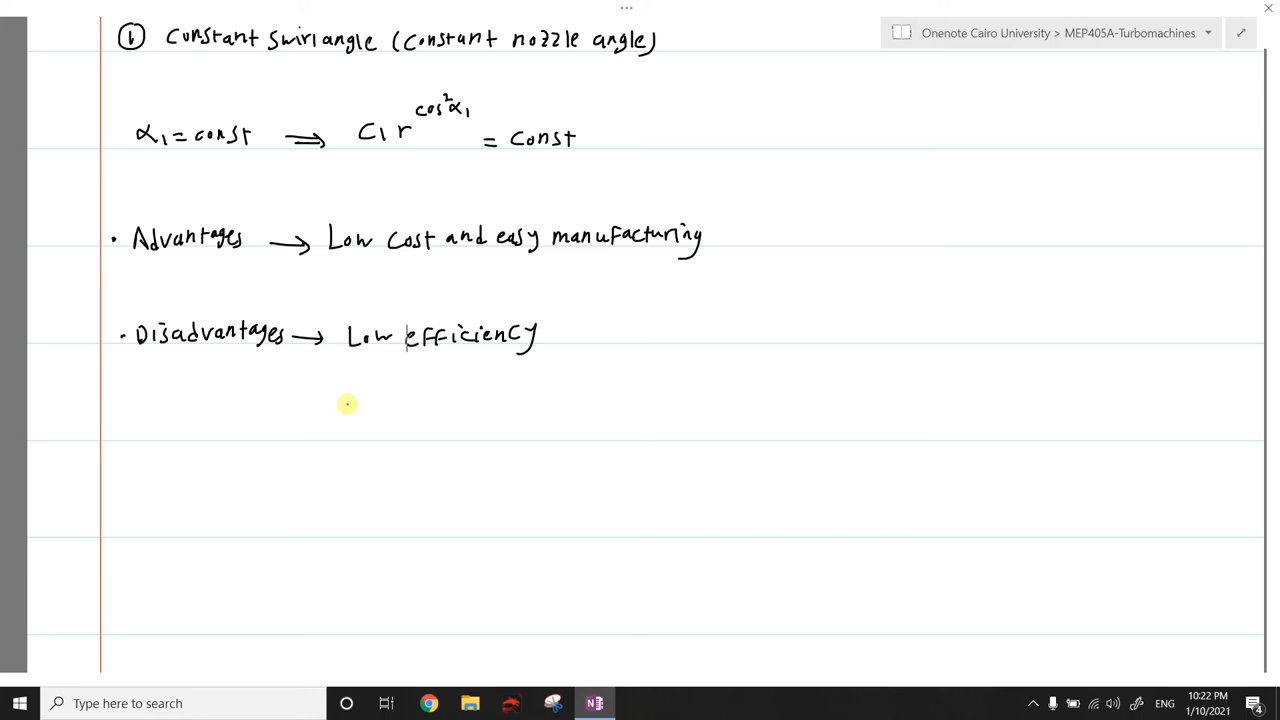 ① Constant swirl angle (constant nozzle angle)
Onenote Cairo University > MEP405A-Turbomachines
α₁ = const ⟹ C₁ r^(cos²α₁) = const
• Advantages → Low cost and easy manufacturing
• Disadvantages → Low efficiency
Type here to search
ENG
10:22 PM
1/10/2021
4